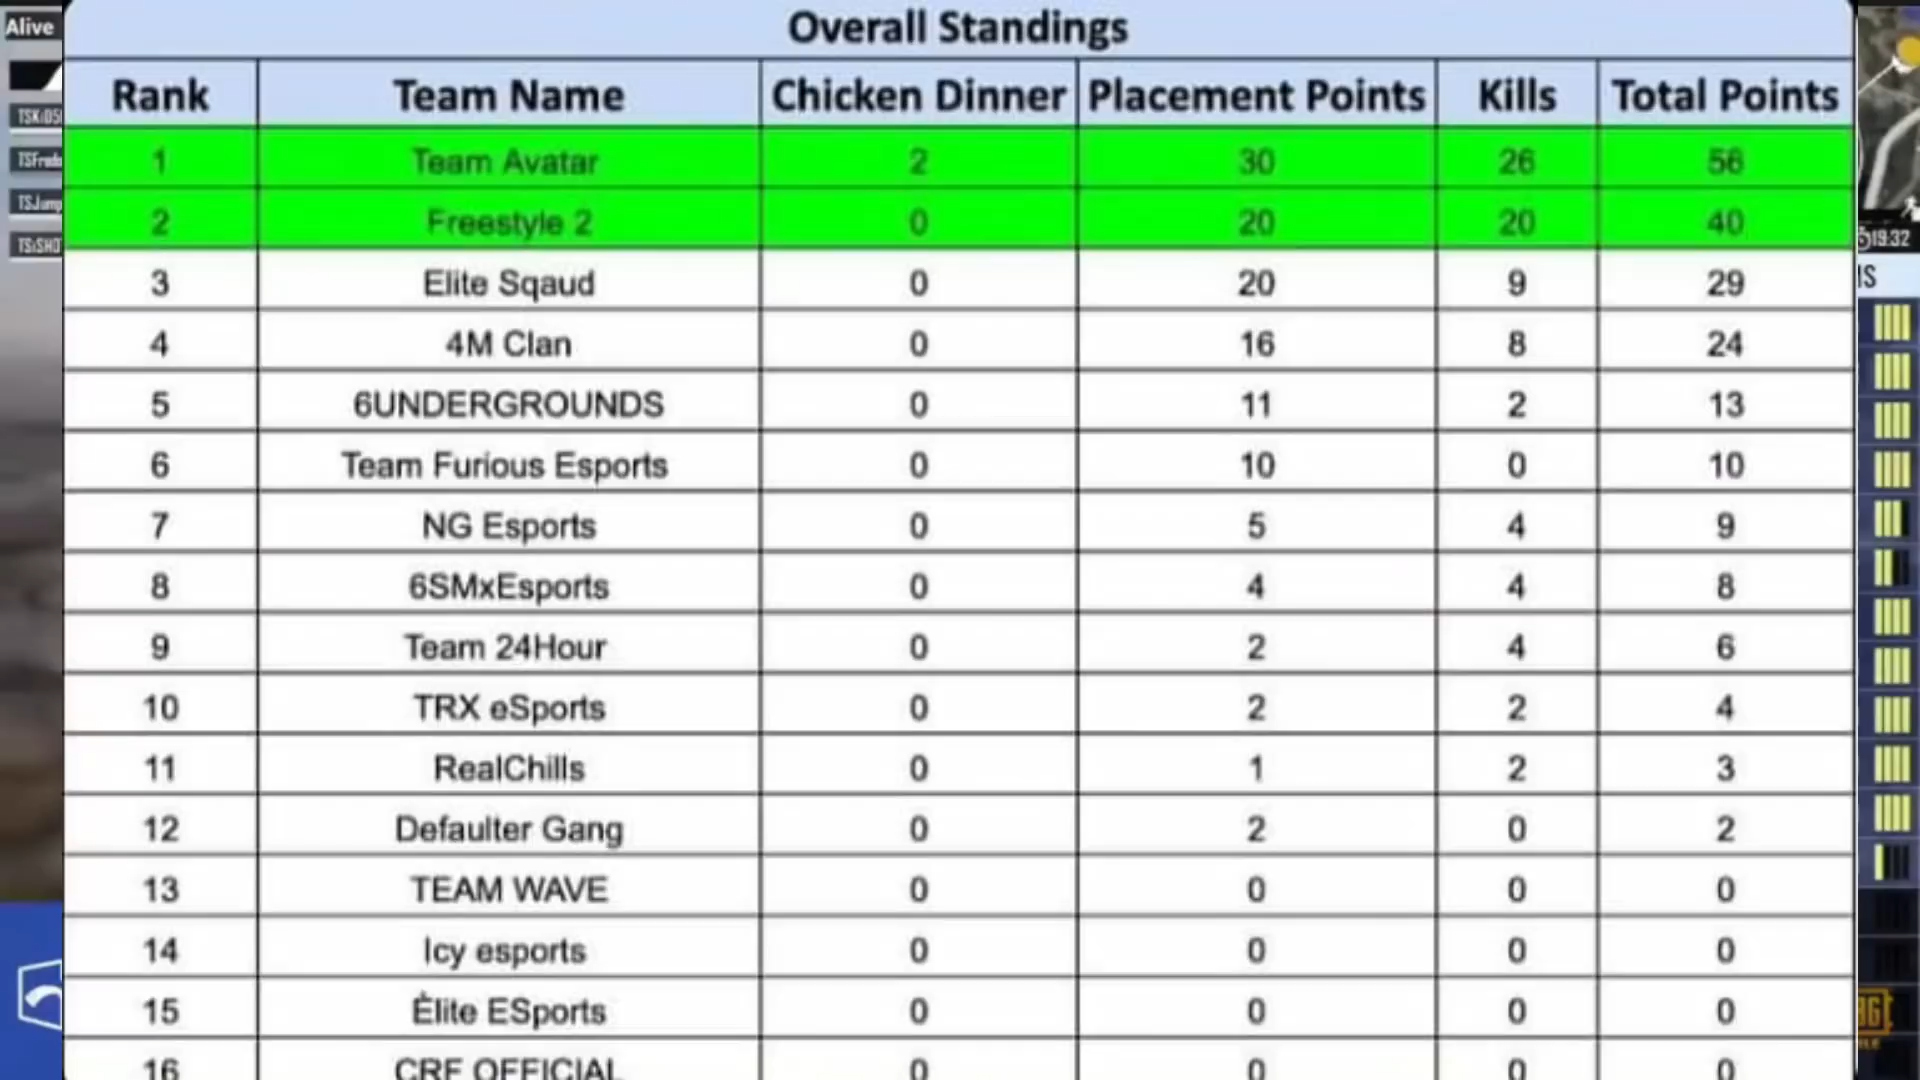 Overall Standings
Rank Team Name Chicken Dinner Placement Points Kills Total Points
1 Team Avatar 2 30 26 56
2 Freestyle 2 0 20 20 40
3 Elite Sqaud 0 20 9 29
4 4M Clan 0 16 8 24
5 6UNDERGROUNDS 0 11 2 13
6 Team Furious Esports 0 10 0 10
7 NG Esports 0 5 4 9
8 6SMxEsports 0 4 4 8
9 Team 24Hour 0 2 4 6
10 TRX eSports 0 2 2 4
11 RealChills 0 1 2 3
12 Defaulter Gang 0 2 0 2
13 TEAM WAVE 0 0 0 0
14 Icy esports 0 0 0 0
15 Èlite ESports 0 0 0 0
16 CRF OFFICIAL 0 0 0 0
Alive
19:32